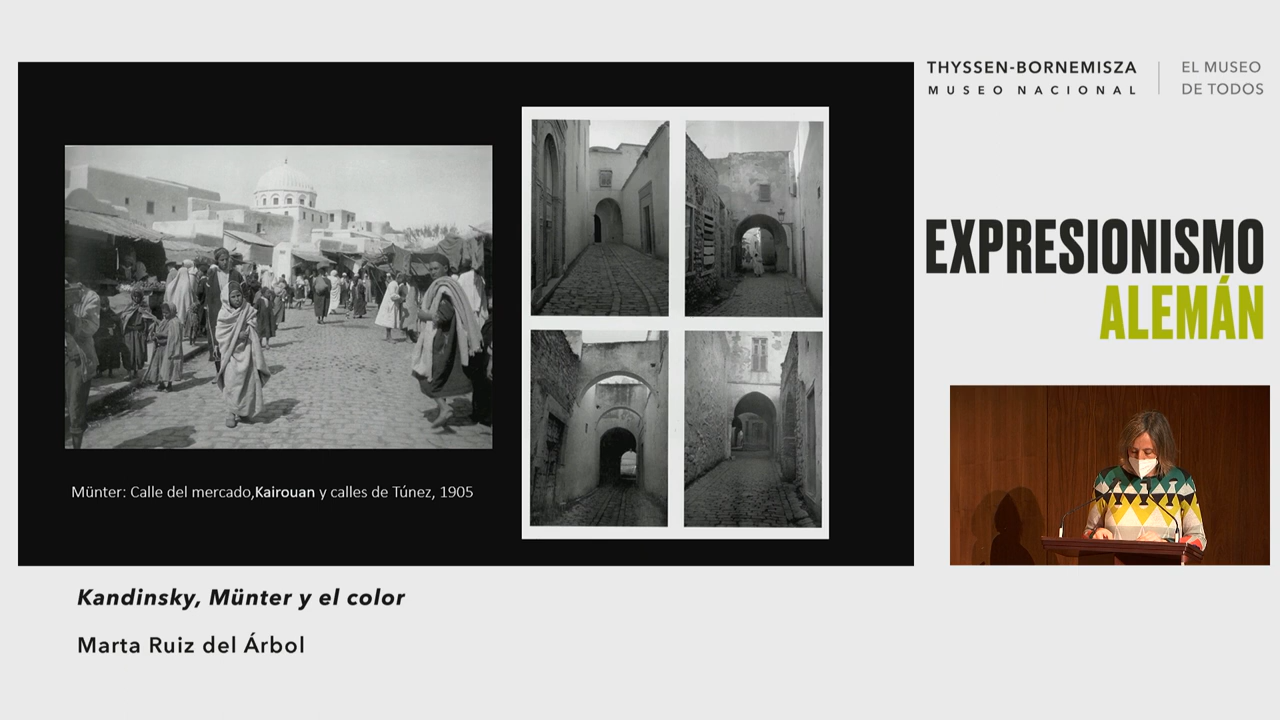 THYSSEN-BORNEMISZA
MUSEO NACIONAL
EL MUSEO
DE TODOS
EXPRESIONISMO
ALEMÁN
Münter: Calle del mercado,Kairouan y calles de Túnez, 1905
Kandinsky, Münter y el color
Marta Ruiz del Árbol